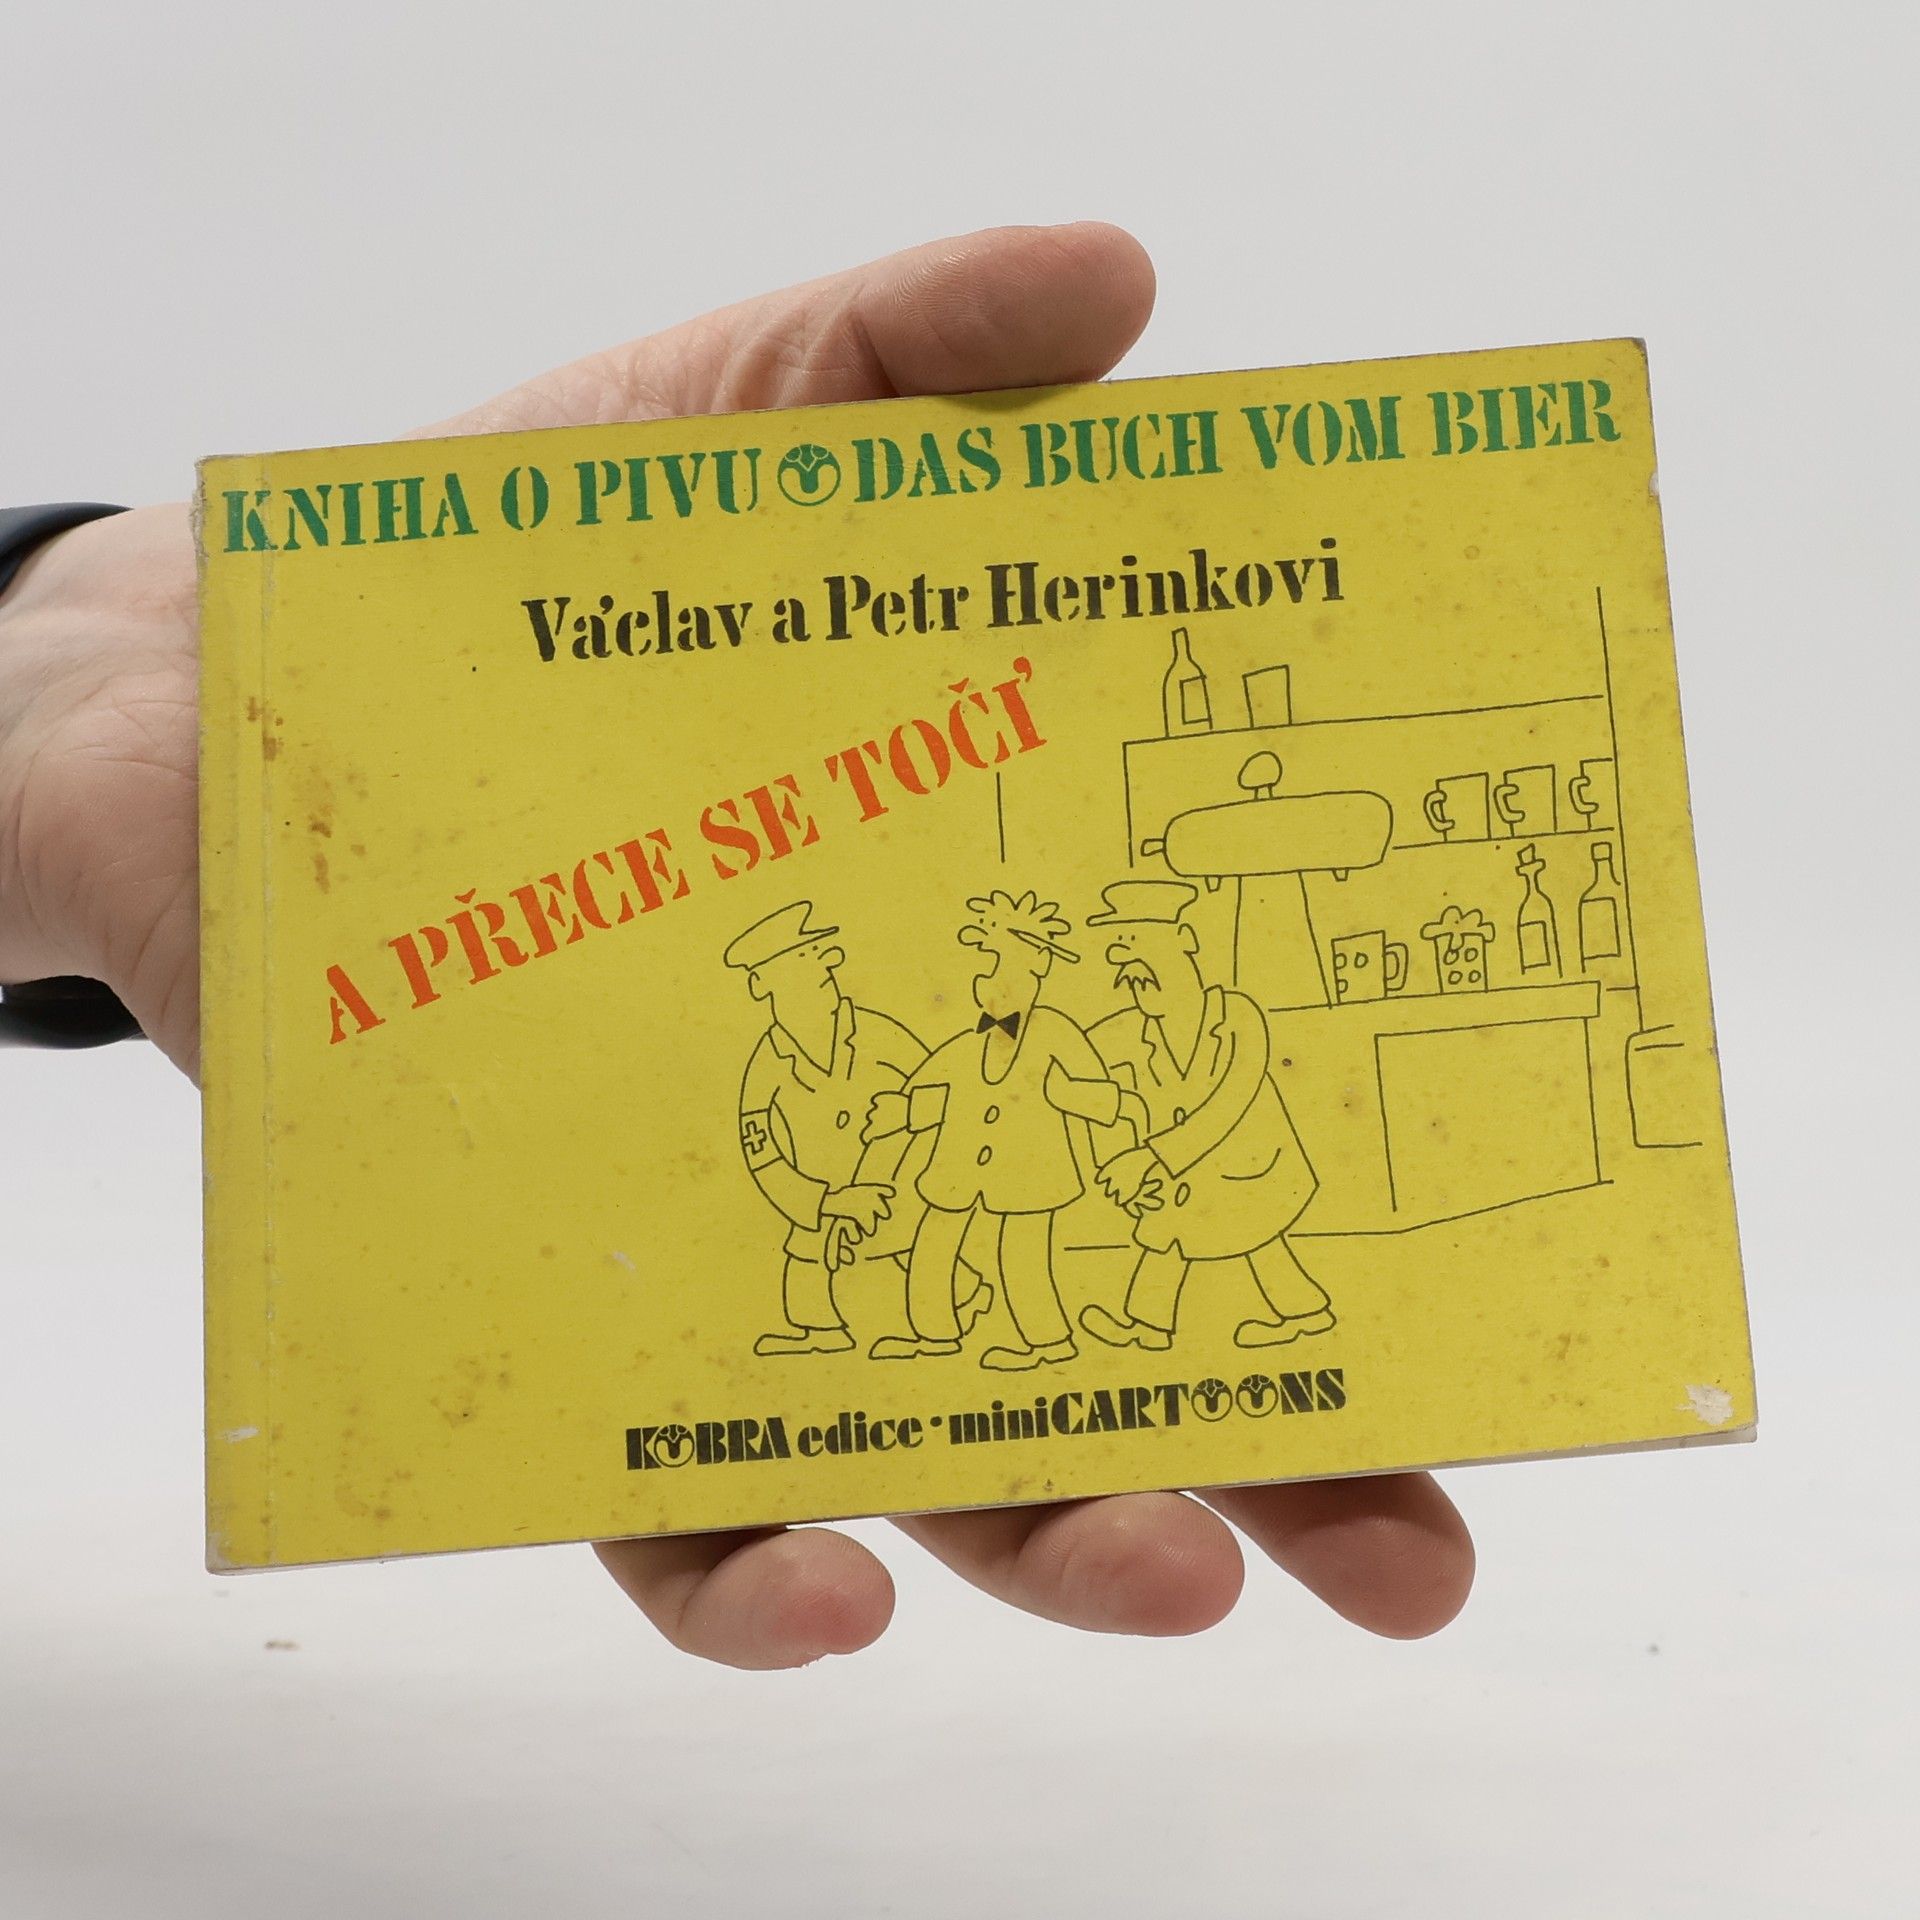 KNIHA O PIVU DAS BUCH VOM BIER
Václav a Petr Herinkovi
A PŘECE SE TOČÍ
KOBRA edice · miniCARTOONS